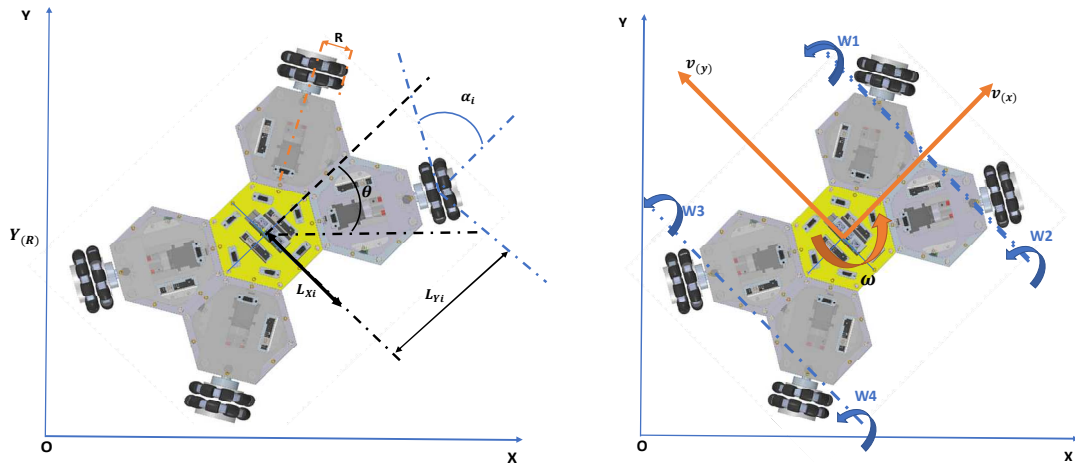 Y
R
α_i
θ
Y_(R)
L_Xi
L_Yi
O
X
Y
W1
v_(y)
v_(x)
W3
W2
ω
W4
O
X